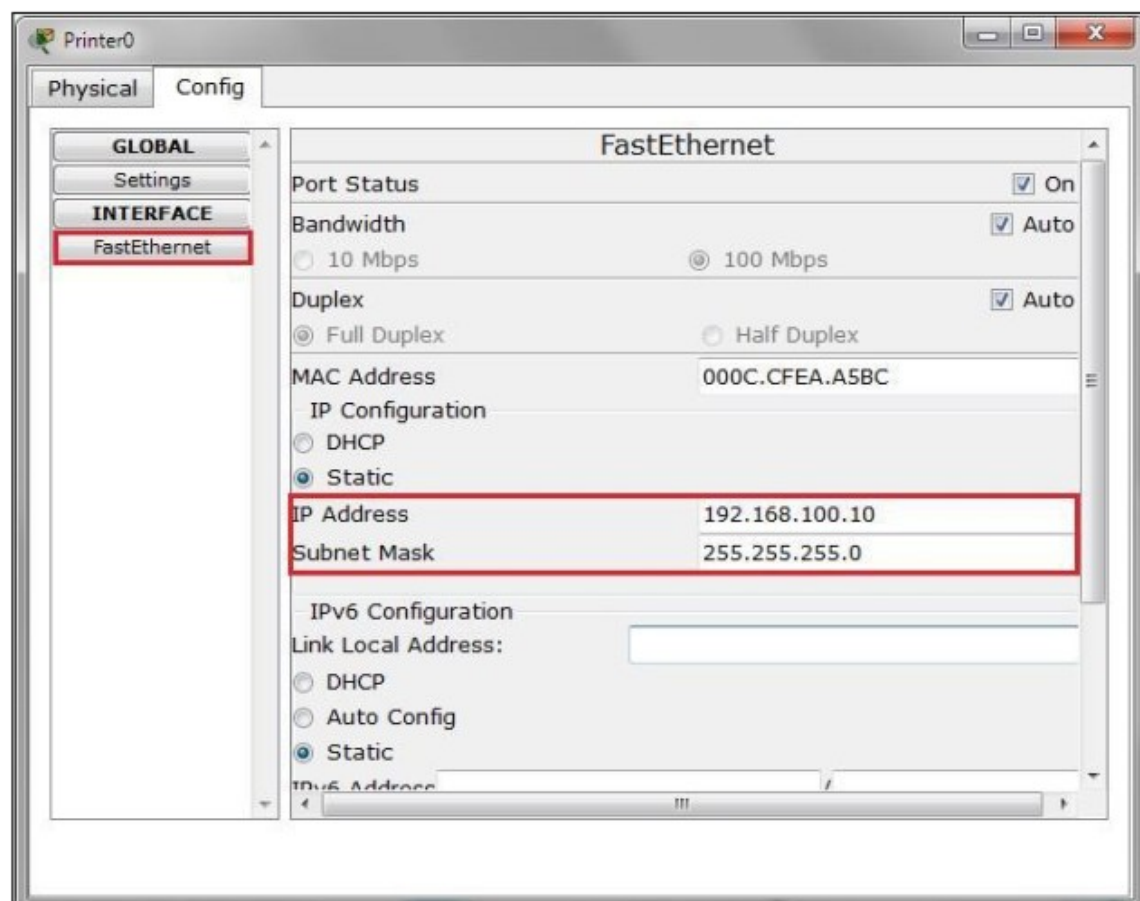 Printer0
Physical Config
GLOBAL
Settings
INTERFACE
FastEthernet
FastEthernet
Port Status On
Bandwidth Auto
10 Mbps 100 Mbps
Duplex Auto
Full Duplex Half Duplex
MAC Address 000C.CFEA.A5BC
IP Configuration
DHCP
Static
IP Address 192.168.100.10
Subnet Mask 255.255.255.0
IPv6 Configuration
Link Local Address:
DHCP
Auto Config
Static
IPv6 Address /